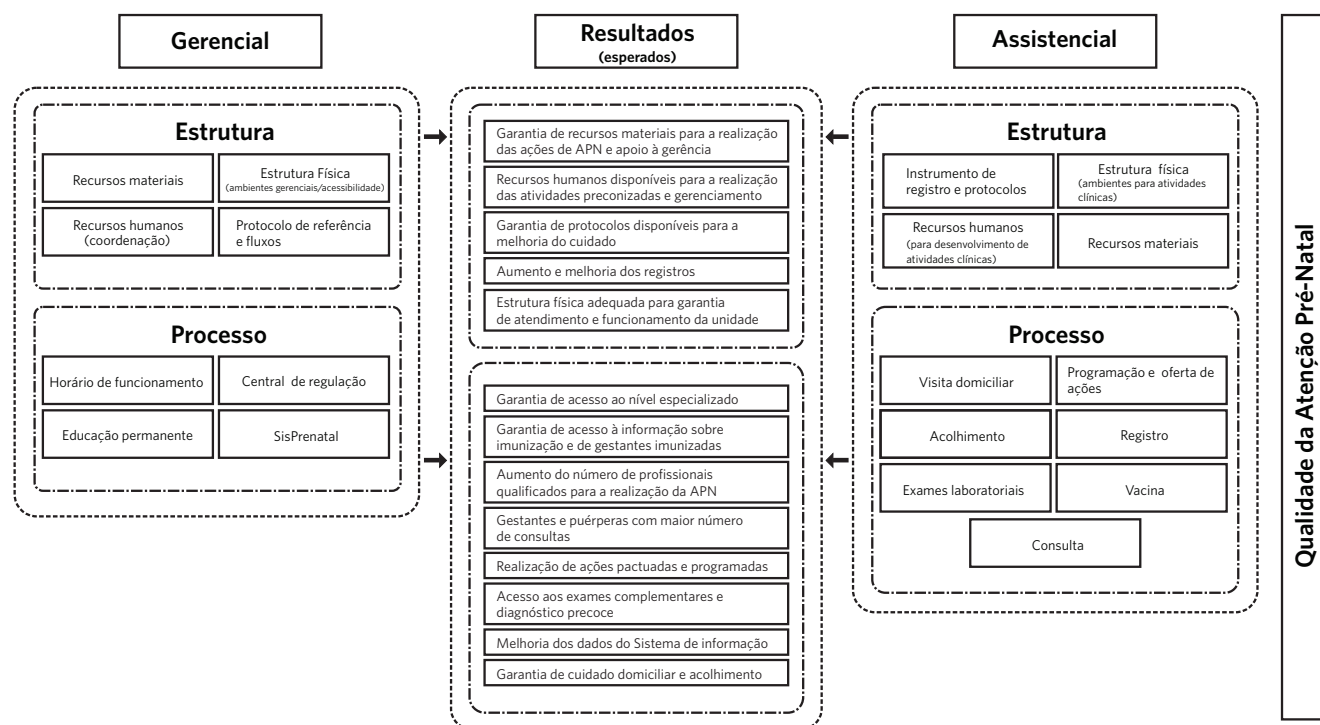 Gerencial
Estrutura
Recursos materiais
Estrutura Física
(ambientes gerenciais/acessibilidade)
Recursos humanos
(coordenação)
Protocolo de referência
e fluxos
Processo
Horário de funcionamento
Central de regulação
Educação permanente
SisPrenatal
Resultados
(esperados)
Garantia de recursos materiais para a realização
das ações de APN e apoio à gerência
Recursos humanos disponíveis para a realização
das atividades preconizadas e gerenciamento
Garantia de protocolos disponíveis para a
melhoria do cuidado
Aumento e melhoria dos registros
Estrutura física adequada para garantia
de atendimento e funcionamento da unidade
Garantia de acesso ao nível especializado
Garantia de acesso à informação sobre
imunização e de gestantes imunizadas
Aumento do número de profissionais
qualificados para a realização da APN
Gestantes e puérperas com maior número
de consultas
Realização de ações pactuadas e programadas
Acesso aos exames complementares e
diagnóstico precoce
Melhoria dos dados do Sistema de informação
Garantia de cuidado domiciliar e acolhimento
Assistencial
Estrutura
Instrumento de
registro e protocolos
Estrutura física
(ambientes para atividades
clínicas)
Recursos humanos
(para desenvolvimento de
atividades clínicas)
Recursos materiais
Processo
Visita domiciliar
Programação e oferta de
ações
Acolhimento
Registro
Exames laboratoriais
Vacina
Consulta
Qualidade da Atenção Pré-Natal